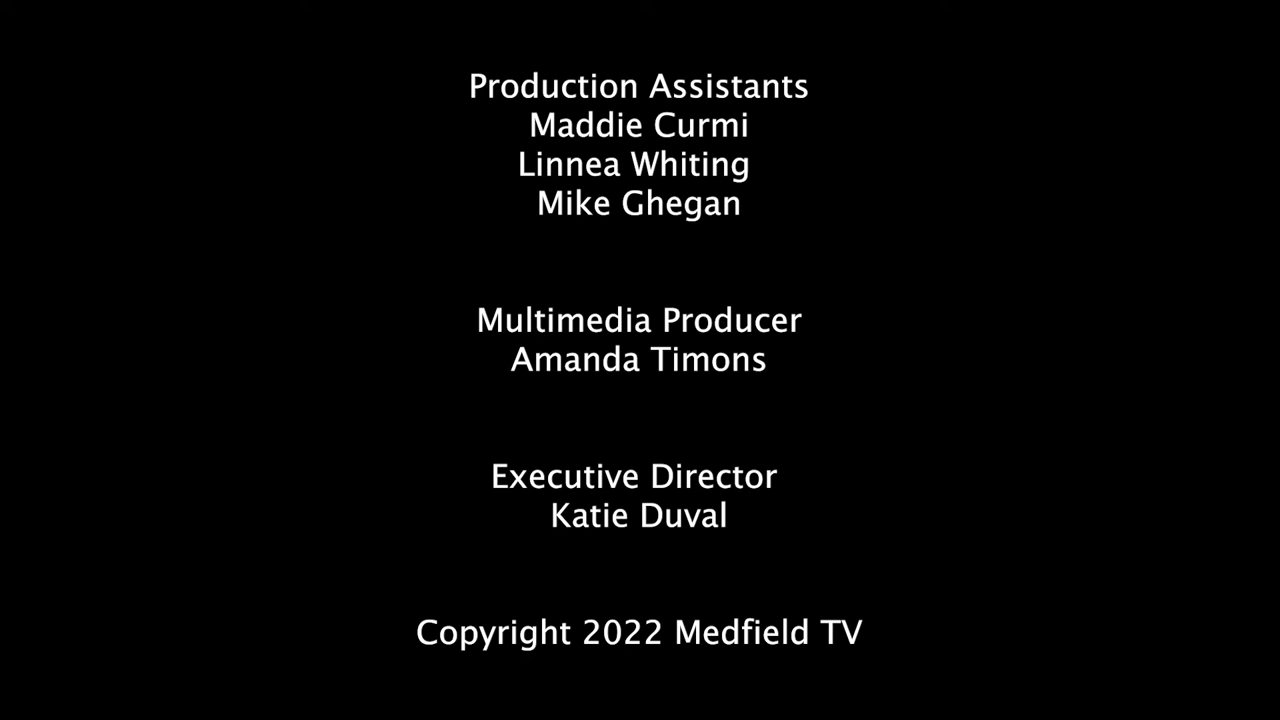 Production Assistants
Maddie Curmi
Linnea Whiting
Mike Ghegan
Multimedia Producer
Amanda Timons
Executive Director
Katie Duval
Copyright 2022 Medfield TV